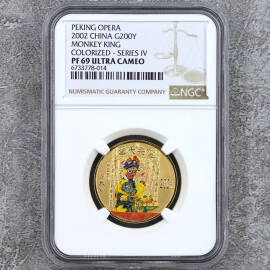 PEKING OPERA
2002 CHINA G200Y
MONKEY KING
COLORIZED - SERIES IV
PF 69 ULTRA CAMEO
6733778-014
NUMISMATIC GUARANTY COMPANY
NGC